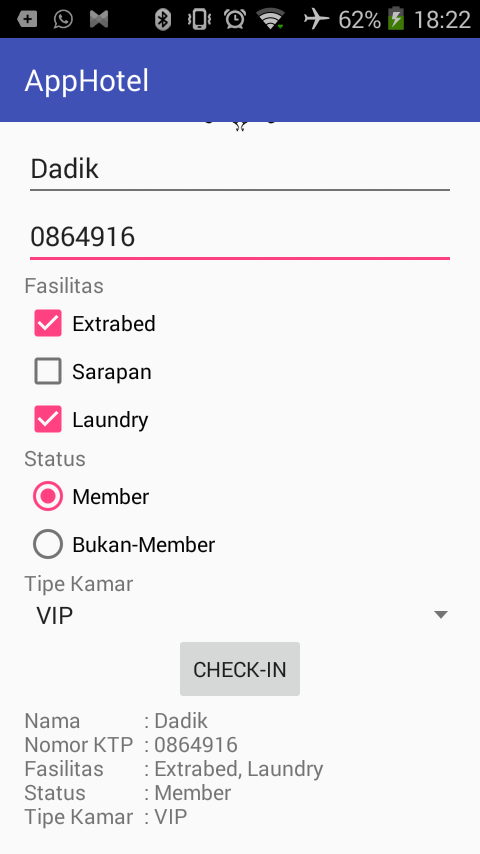 62% 18:22
AppHotel
Dadik
0864916
Fasilitas
Extrabed
Sarapan
Laundry
Status
Member
Bukan-Member
Tipe Kamar
VIP
CHECK-IN
Nama : Dadik
Nomor KTP : 0864916
Fasilitas : Extrabed, Laundry
Status : Member
Tipe Kamar : VIP